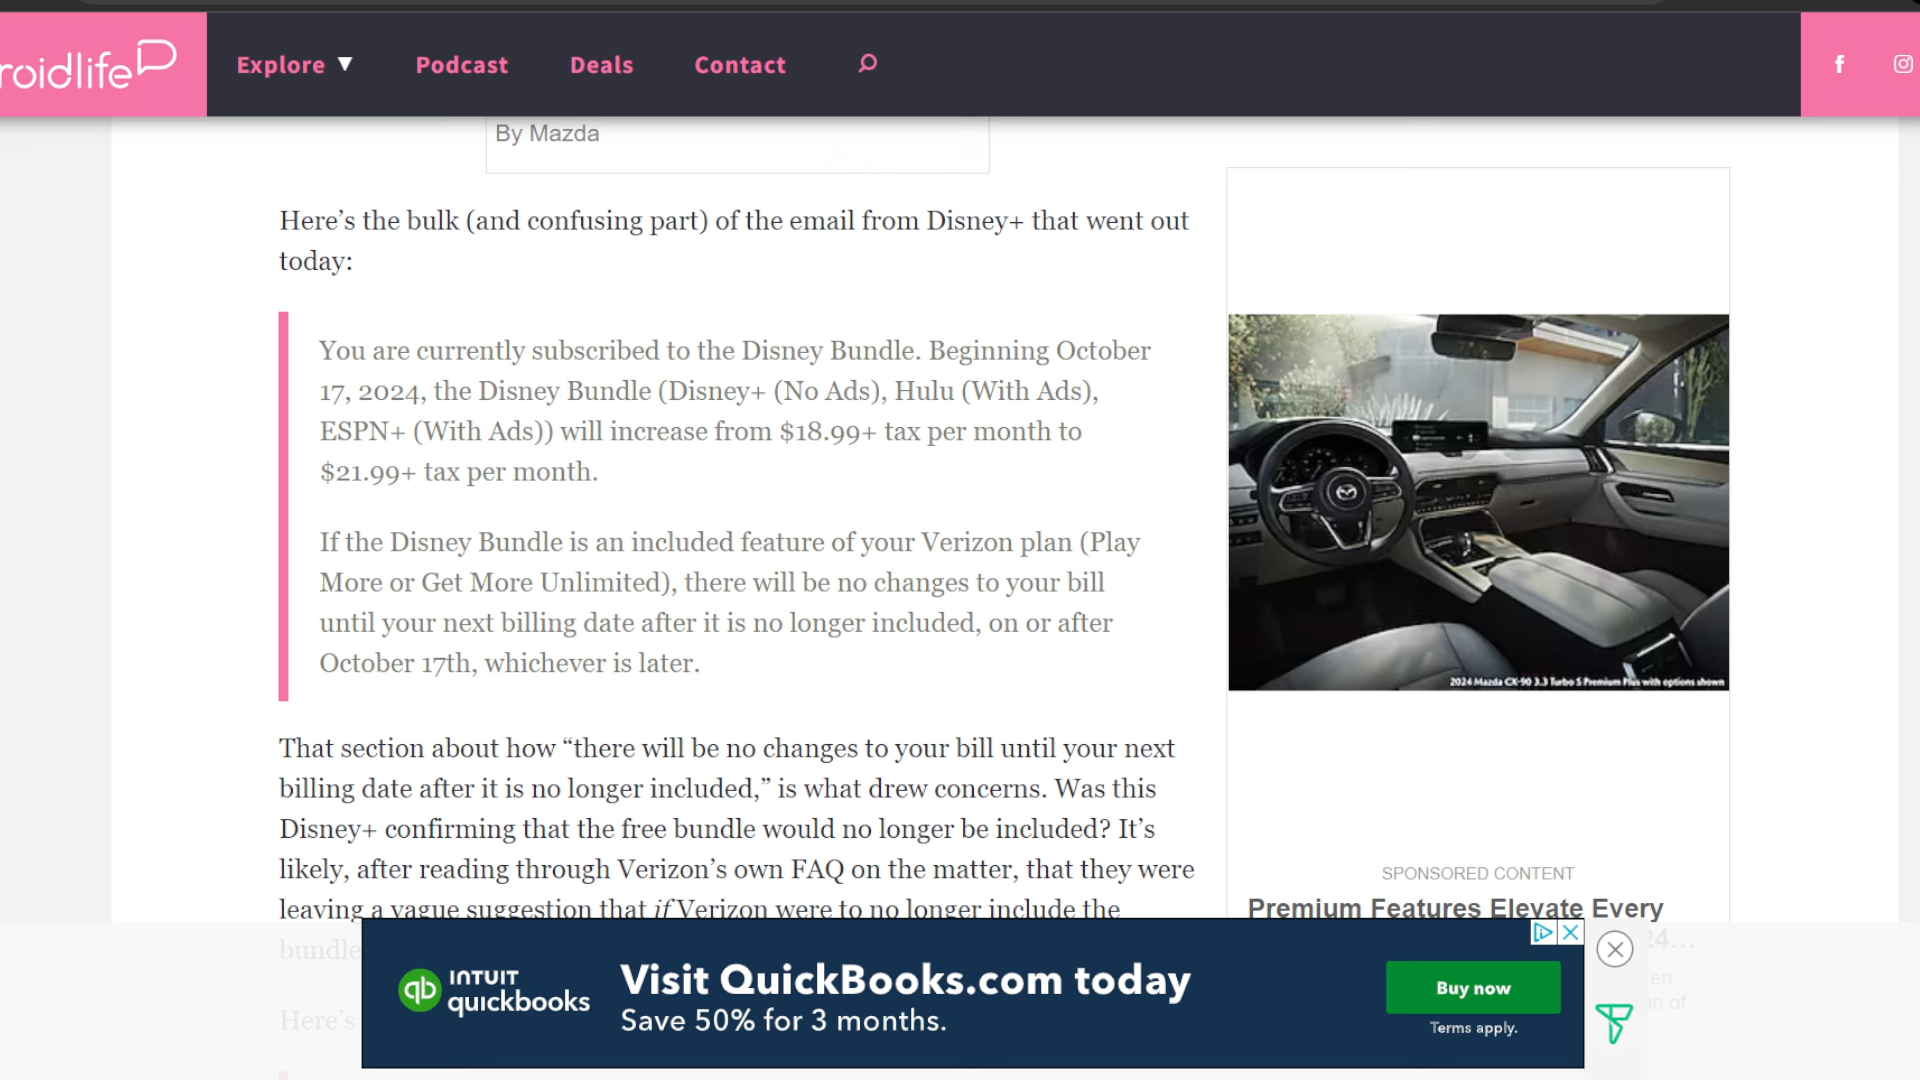 roidlife
Explore ▼
Podcast
Deals
Contact
By Mazda
Here’s the bulk (and confusing part) of the email from Disney+ that went out
today:
You are currently subscribed to the Disney Bundle. Beginning October
17, 2024, the Disney Bundle (Disney+ (No Ads), Hulu (With Ads),
ESPN+ (With Ads)) will increase from $18.99+ tax per month to
$21.99+ tax per month.
If the Disney Bundle is an included feature of your Verizon plan (Play
More or Get More Unlimited), there will be no changes to your bill
until your next billing date after it is no longer included, on or after
October 17th, whichever is later.
That section about how “there will be no changes to your bill until your next
billing date after it is no longer included,” is what drew concerns. Was this
Disney+ confirming that the free bundle would no longer be included? It’s
likely, after reading through Verizon’s own FAQ on the matter, that they were
leaving a vague suggestion that if Verizon were to no longer include the
bundle
Here’s
2024 Mazda CX-90 3.3 Turbo S Premium Plus with options shown
SPONSORED CONTENT
Premium Features Elevate Every
24...
en
on of
INTUIT
quickbooks
Visit QuickBooks.com today
Save 50% for 3 months.
Buy now
Terms apply.